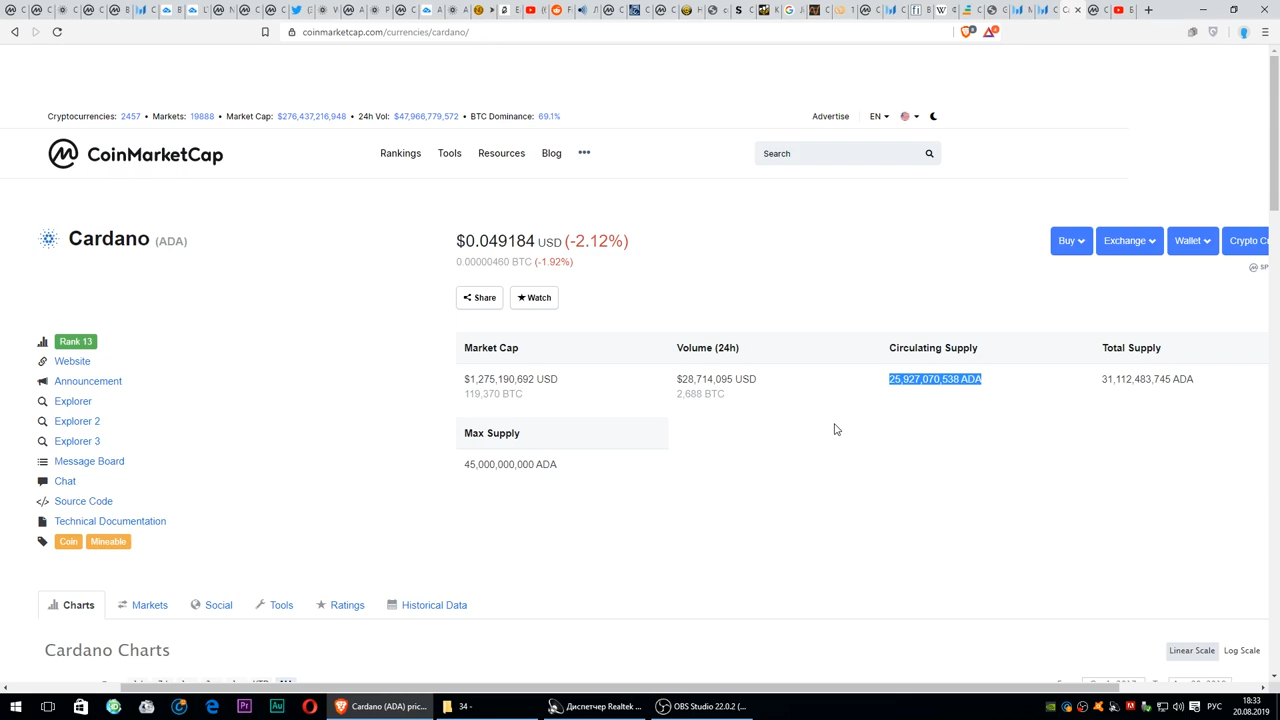 coinmarketcap.com/currencies/cardano/
Cryptocurrencies: 2457 • Markets: 19888 • Market Cap: $276,437,216,948 • 24h Vol: $47,966,779,572 • BTC Dominance: 69.1%
Advertise EN
CoinMarketCap
Rankings Tools Resources Blog •••
Search
Cardano (ADA)
$0.049184 USD (-2.12%)
0.00000460 BTC (-1.92%)
Buy Exchange Wallet Crypto C
Share Watch
Rank 13
Website
Announcement
Explorer
Explorer 2
Explorer 3
Message Board
Chat
Source Code
Technical Documentation
Coin Mineable
Market Cap Volume (24h) Circulating Supply Total Supply
$1,275,190,692 USD $28,714,095 USD 25,927,070,538 ADA 31,112,483,745 ADA
119,370 BTC 2,688 BTC
Max Supply
45,000,000,000 ADA
Charts Markets Social Tools Ratings Historical Data
Cardano Charts
Linear Scale Log Scale
Cardano (ADA) pric...
34 -
Диспетчер Realtek ...
OBS Studio 22.0.2 (...
РУС
18:33
20.08.2019